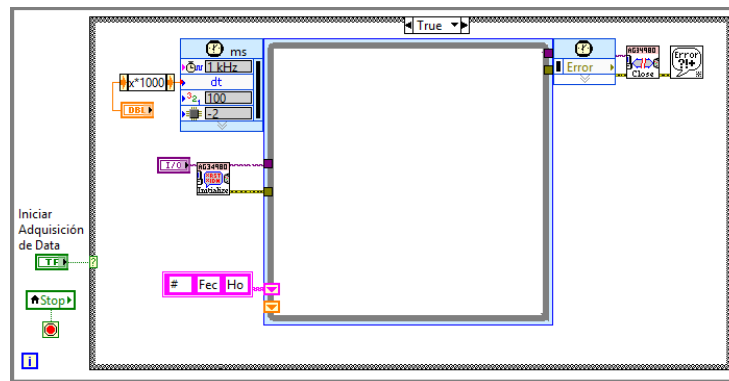 True
ms
1 kHz
dt
100
-2
x*1000
DBL
Error
AG34980
Close
Error
?!+
I/O
AG34980
Initialize
Iniciar
Adquisición
de Data
TF
?
# Fec Ho
Stop
i